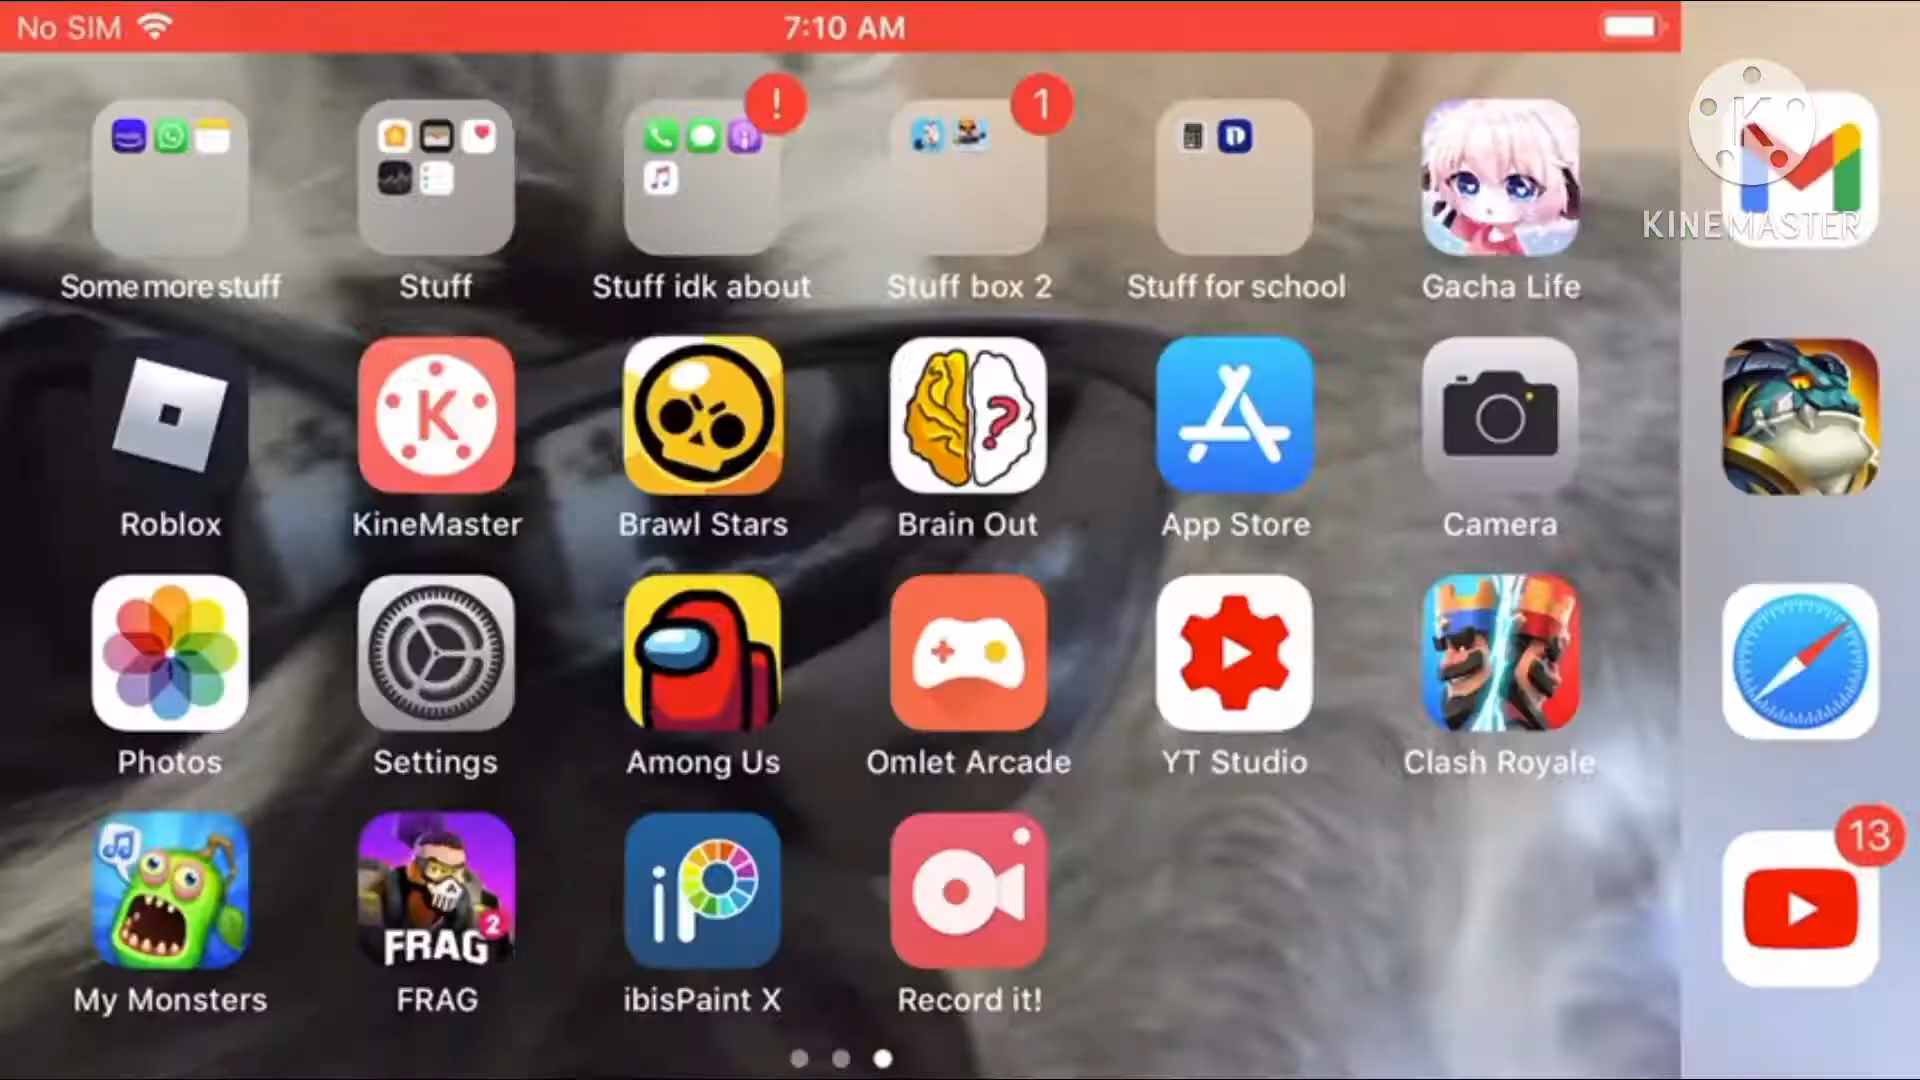 No SIM 7:10 AM
! 1
Some more stuff Stuff Stuff idk about Stuff box 2 Stuff for school Gacha Life
K
KINEMASTER
K
Roblox KineMaster Brawl Stars Brain Out App Store Camera
Photos Settings Among Us Omlet Arcade YT Studio Clash Royale
13
2
FRAG
iP
My Monsters FRAG ibisPaint X Record it!